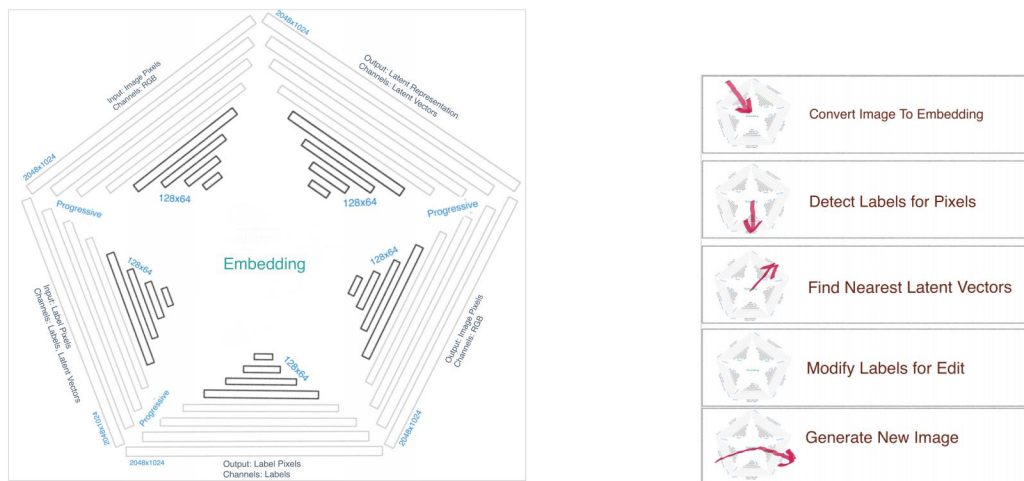 2048x1024
Input: Image Pixels
Channels: RGB
2048x1024
Output: Latent Representation
Channels: Latent Vectors
128x64
128x64
Progressive
Progressive
128x64
128x64
Embedding
Input: Label Pixels
Channels: Labels, Latent Vectors
Output: Image Pixels
Channels: RGB
128x64
Progressive
2048x1024
2048x1024
2048x1024
Output: Label Pixels
Channels: Labels
Convert Image To Embedding
Detect Labels for Pixels
Find Nearest Latent Vectors
Modify Labels for Edit
Generate New Image